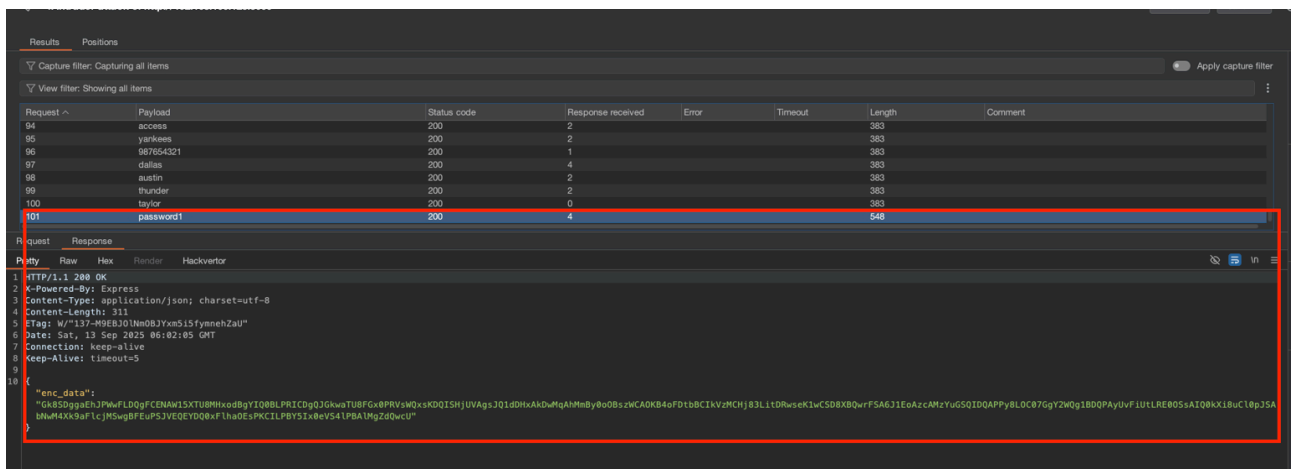 Results Positions
Capture filter: Capturing all items Apply capture filter
View filter: Showing all items
Request Payload Status code Response received Error Timeout Length Comment
94 access 200 2 383
95 yankees 200 2 383
96 987654321 200 1 383
97 dallas 200 4 383
98 austin 200 2 383
99 thunder 200 2 383
100 taylor 200 0 383
101 password1 200 4 548
Request Response
Pretty Raw Hex Render Hackvertor \n
1 HTTP/1.1 200 OK
2 X-Powered-By: Express
3 Content-Type: application/json; charset=utf-8
4 Content-Length: 311
5
6 Date: Sat, 13 Sep 2025 06:02:05 GMT
7 Connection: keep-alive
8 Keep-Alive: timeout=5
9
10 {
"enc_data":
}